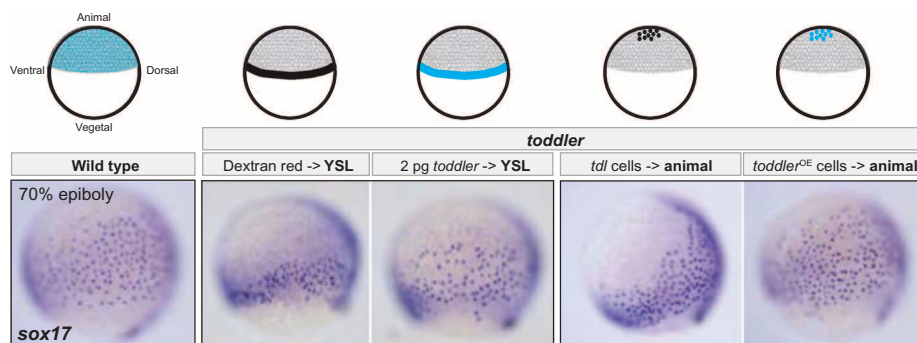 Animal
Ventral
Dorsal
Vegetal
toddler
Wild type
Dextran red -> YSL
2 pg toddler -> YSL
tdl cells -> animal
toddlerOE cells -> animal
70% epiboly
sox17